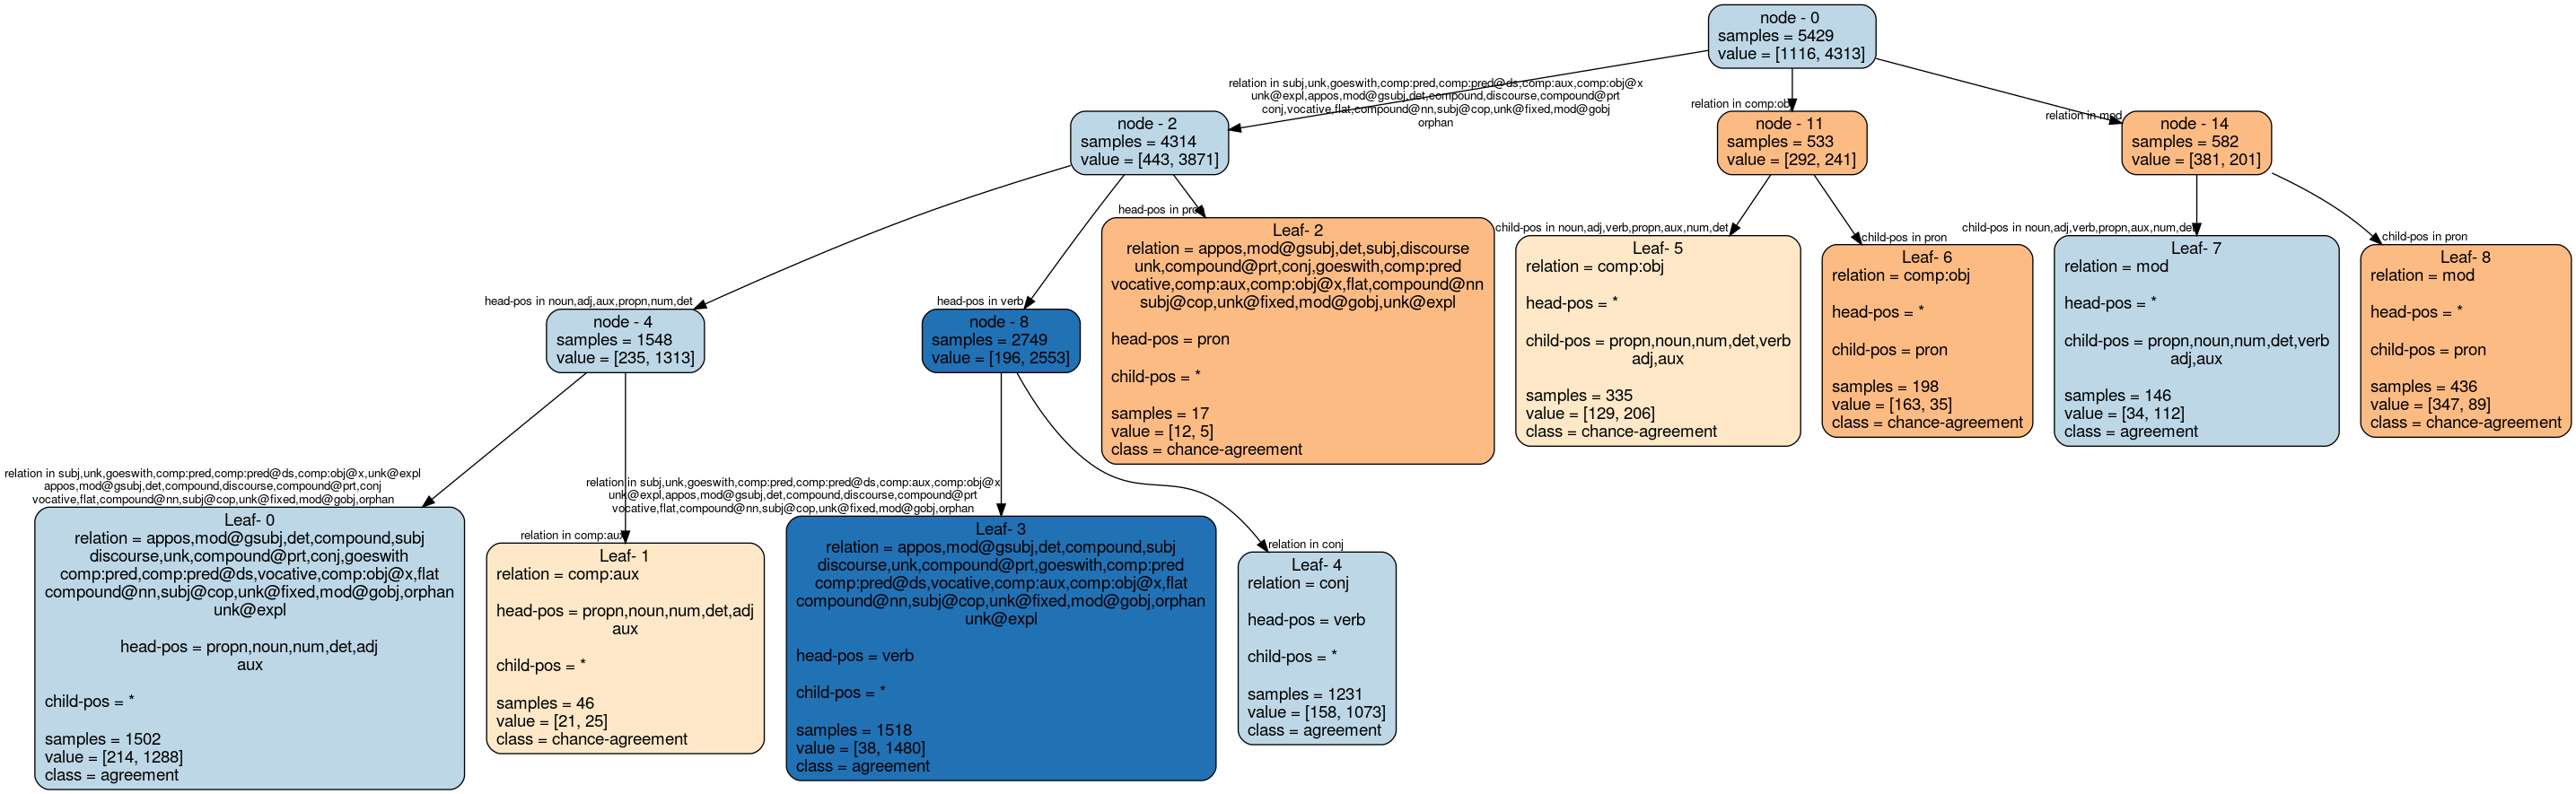 node - 0
samples = 5429
value = [1116, 4313]
relation in subj,unk,goeswith,comp:pred,comp:pred@ds,comp:aux,comp:obj@x
unk@expl,appos,mod@gsubj,det,compound,discourse,compound@prt
conj,vocative,flat,compound@nn,subj@cop,unk@fixed,mod@gobj
orphan
relation in comp:obj
relation in mod
node - 2
samples = 4314
value = [443, 3871]
node - 11
samples = 533
value = [292, 241]
node - 14
samples = 582
value = [381, 201]
head-pos in noun,adj,aux,propn,num,det
head-pos in verb
head-pos in pron
child-pos in noun,adj,verb,propn,aux,num,det
child-pos in pron
child-pos in noun,adj,verb,propn,aux,num,det
child-pos in pron
node - 4
samples = 1548
value = [235, 1313]
node - 8
samples = 2749
value = [196, 2553]
Leaf- 2
relation = appos,mod@gsubj,det,subj,discourse
unk,compound@prt,conj,goeswith,comp:pred
vocative,comp:aux,comp:obj@x,flat,compound@nn
subj@cop,unk@fixed,mod@gobj,unk@expl
head-pos = pron
child-pos = *
samples = 17
value = [12, 5]
class = chance-agreement
Leaf- 5
relation = comp:obj
head-pos = *
child-pos = propn,noun,num,det,verb
adj,aux
samples = 335
value = [129, 206]
class = chance-agreement
Leaf- 6
relation = comp:obj
head-pos = *
child-pos = pron
samples = 198
value = [163, 35]
class = chance-agreement
Leaf- 7
relation = mod
head-pos = *
child-pos = propn,noun,num,det,verb
adj,aux
samples = 146
value = [34, 112]
class = agreement
Leaf- 8
relation = mod
head-pos = *
child-pos = pron
samples = 436
value = [347, 89]
class = chance-agreement
relation in subj,unk,goeswith,comp:pred,comp:pred@ds,comp:obj@x,unk@expl
appos,mod@gsubj,det,compound,discourse,compound@prt,conj
vocative,flat,compound@nn,subj@cop,unk@fixed,mod@gobj,orphan
relation in comp:aux
relation in subj,unk,goeswith,comp:pred,comp:pred@ds,comp:aux,comp:obj@x
unk@expl,appos,mod@gsubj,det,compound,discourse,compound@prt
vocative,flat,compound@nn,subj@cop,unk@fixed,mod@gobj,orphan
relation in conj
Leaf- 0
relation = appos,mod@gsubj,det,compound,subj
discourse,unk,compound@prt,conj,goeswith
comp:pred,comp:pred@ds,vocative,comp:obj@x,flat
compound@nn,subj@cop,unk@fixed,mod@gobj,orphan
unk@expl
head-pos = propn,noun,num,det,adj
aux
child-pos = *
samples = 1502
value = [214, 1288]
class = agreement
Leaf- 1
relation = comp:aux
head-pos = propn,noun,num,det,adj
aux
child-pos = *
samples = 46
value = [21, 25]
class = chance-agreement
Leaf- 3
relation = appos,mod@gsubj,det,compound,subj
discourse,unk,compound@prt,goeswith,comp:pred
comp:pred@ds,vocative,comp:aux,comp:obj@x,flat
compound@nn,subj@cop,unk@fixed,mod@gobj,orphan
unk@expl
head-pos = verb
child-pos = *
samples = 1518
value = [38, 1480]
class = agreement
Leaf- 4
relation = conj
head-pos = verb
child-pos = *
samples = 1231
value = [158, 1073]
class = agreement